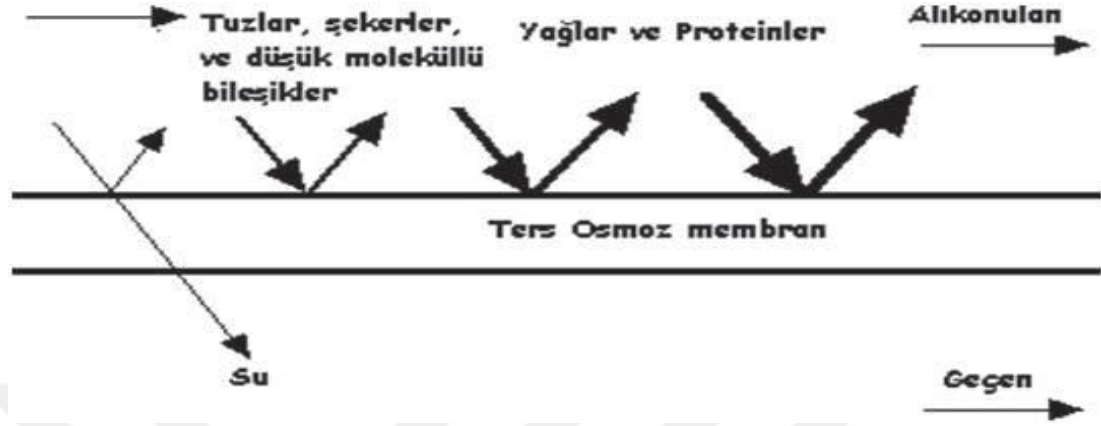 Tuzlar, şekerler,
ve düşük moleküllü
bileşikler
Yağlar ve Proteinler
Alıkonulan
Ters Osmoz membran
Su
Geçen